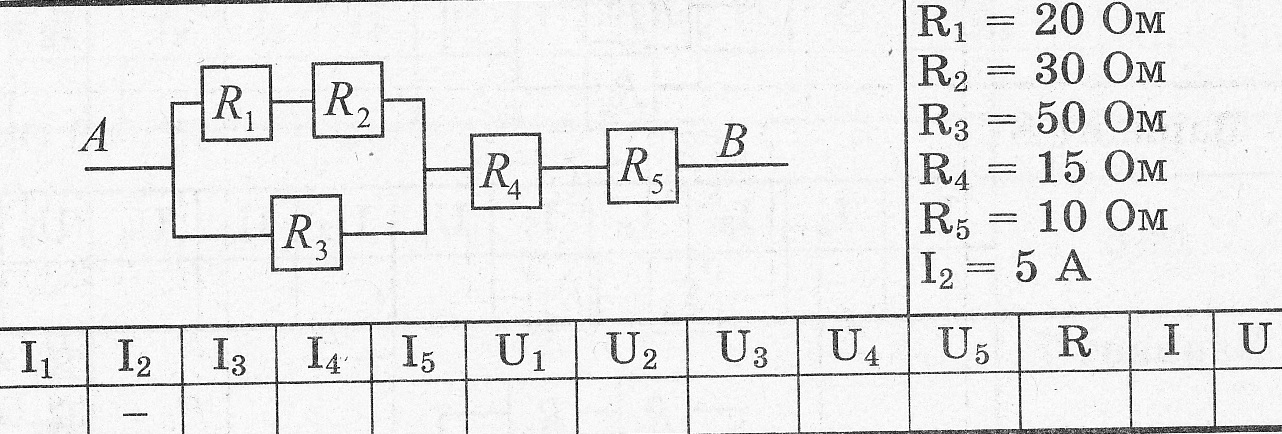 R₁ = 20 Ом
R₂ = 30 Ом
R₃ = 50 Ом
R₄ = 15 Ом
R₅ = 10 Ом
I₂ = 5 А
A
R₁
R₂
R₃
R₄
R₅
B
I₁ I₂ I₃ I₄ I₅ U₁ U₂ U₃ U₄ U₅ R I U
–